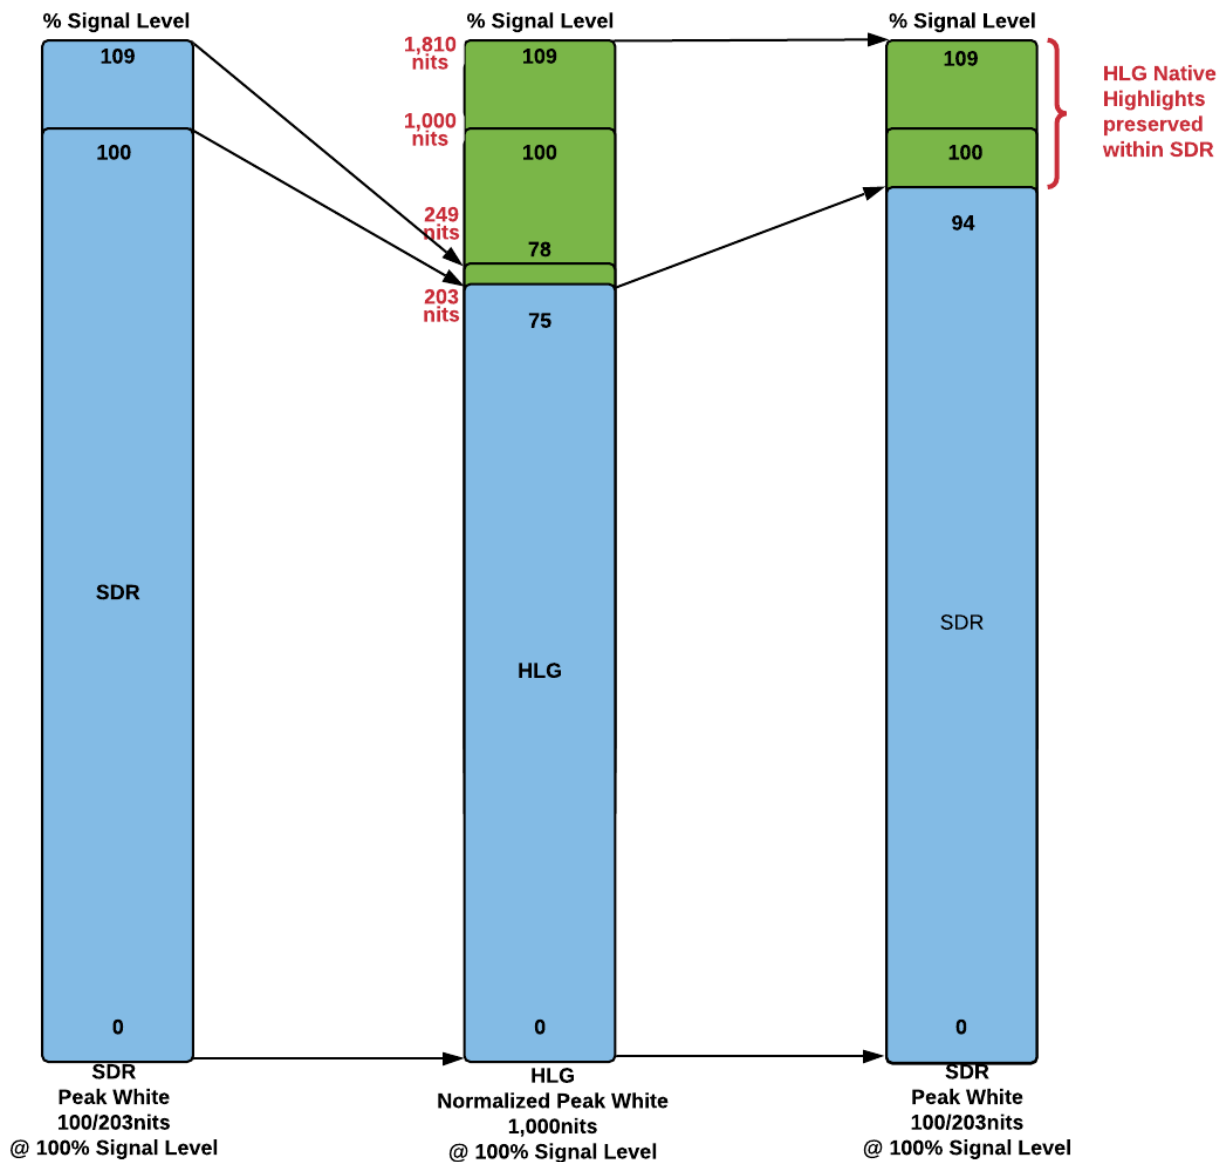 % Signal Level
109
100
SDR
0
SDR
Peak White
100/203nits
@ 100% Signal Level
% Signal Level
1,810
nits
109
1,000
nits
100
249
nits
78
203
nits
75
HLG
0
HLG
Normalized Peak White
1,000nits
@ 100% Signal Level
% Signal Level
109
100
94
SDR
0
SDR
Peak White
100/203nits
@ 100% Signal Level
HLG Native
Highlights
preserved
within SDR